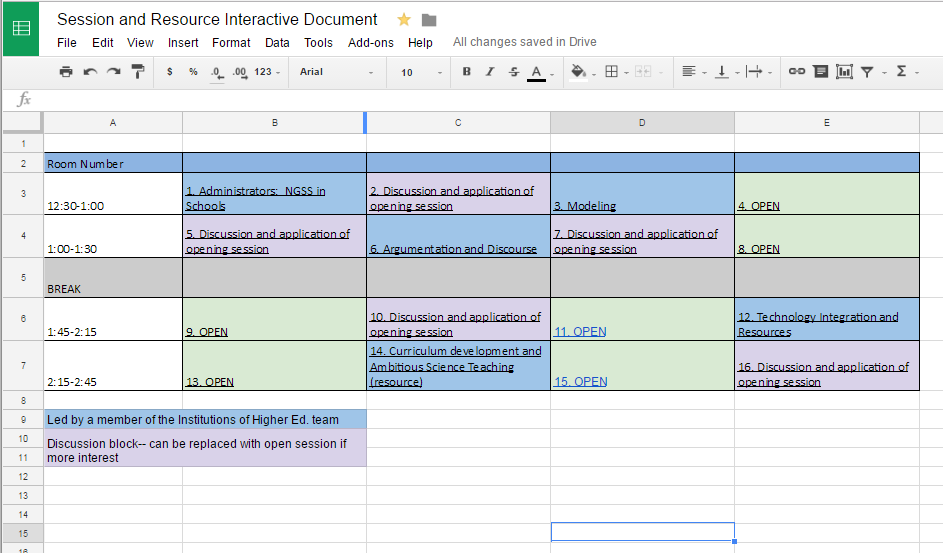 Session and Resource Interactive Document
File Edit View Insert Format Data Tools Add-ons Help All changes saved in Drive
$ % .0 .00 123 Arial 10 B I S A Σ
fx
A B C D E
1
2 Room Number
3 12:30-1:00 1. Administrators: NGSS in Schools 2. Discussion and application of opening session 3. Modeling 4. OPEN
4 1:00-1:30 5. Discussion and application of opening session 6. Argumentation and Discourse 7. Discussion and application of opening session 8. OPEN
5 BREAK
6 1:45-2:15 9. OPEN 10. Discussion and application of opening session 11. OPEN 12. Technology Integration and Resources
7 2:15-2:45 13. OPEN 14. Curriculum development and Ambitious Science Teaching (resource) 15. OPEN 16. Discussion and application of opening session
8
9 Led by a member of the Institutions of Higher Ed. team
10 Discussion block-- can be replaced with open session if
11 more interest
12
13
14
15
16